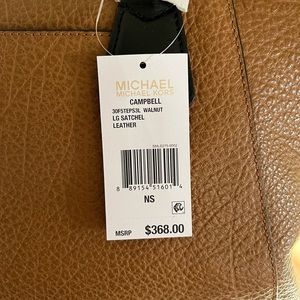 MICHAEL
MICHAEL KORS
CAMPBELL
30F5TEPS3L WALNUT
LG SATCHEL
LEATHER
8 89154 51601 4
NS
MSRP $368.00